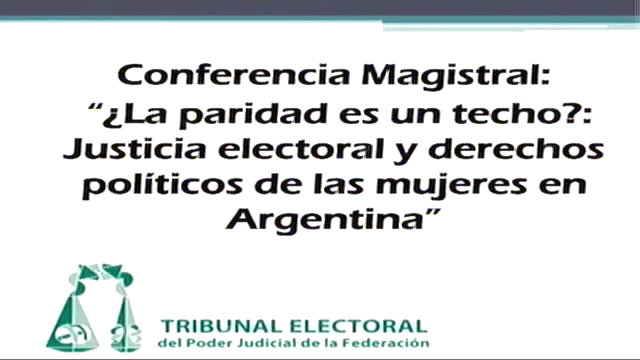 Conferencia Magistral:
“¿La paridad es un techo?:
Justicia electoral y derechos
políticos de las mujeres en
Argentina”
TRIBUNAL ELECTORAL
del Poder Judicial de la Federación